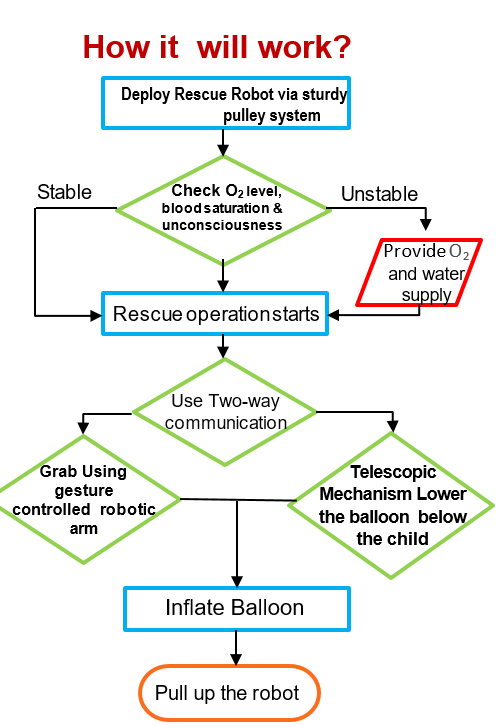 How it will work?
Deploy Rescue Robot via sturdy
pulley system
Stable
Check O₂ level,
blood saturation &
unconsciousness
Unstable
Provide O₂
and water
supply
Rescue operation starts
Use Two-way
communication
Grab Using
gesture
controlled robotic
arm
Telescopic
Mechanism Lower
the balloon below
the child
Inflate Balloon
Pull up the robot